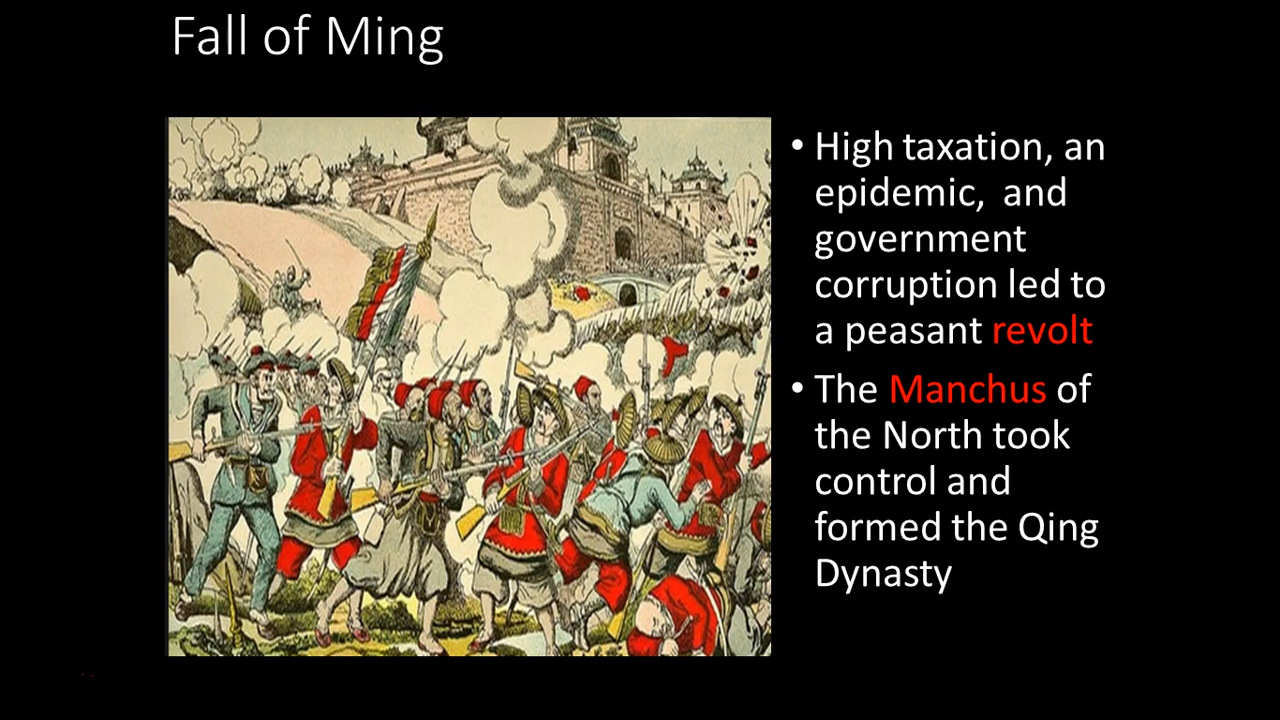 Fall of Ming
• High taxation, an
epidemic,  and
government
corruption led to
a peasant revolt
• The Manchus of
the North took
control and
formed the Qing
Dynasty